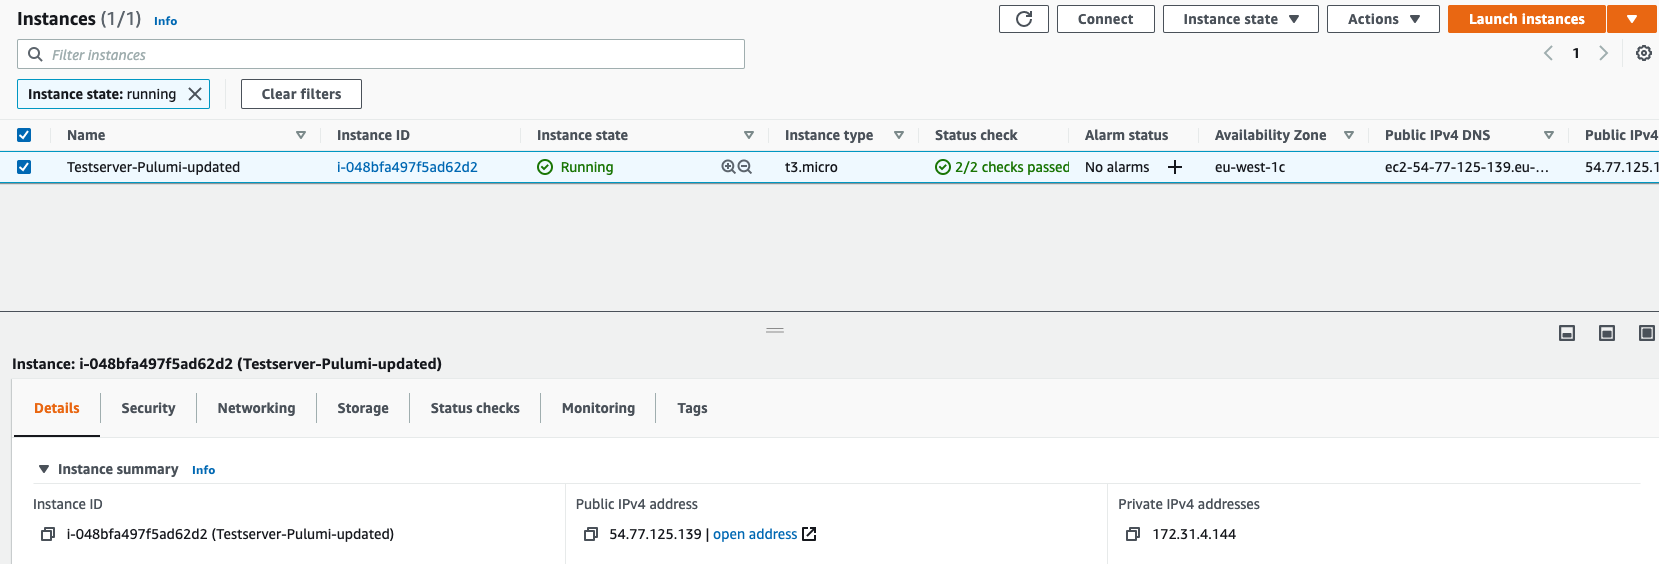 Instances (1/1) Info Connect Instance state Actions Launch instances
Filter instances 1
Instance state: running Clear filters
Name Instance ID Instance state Instance type Status check Alarm status Availability Zone Public IPv4 DNS Public IPv4
Testserver-Pulumi-updated i-048bfa497f5ad62d2 Running t3.micro 2/2 checks passed No alarms eu-west-1c ec2-54-77-125-139.eu-... 54.77.125.1
Instance: i-048bfa497f5ad62d2 (Testserver-Pulumi-updated)
Details Security Networking Storage Status checks Monitoring Tags
Instance summary Info
Instance ID Public IPv4 address Private IPv4 addresses
i-048bfa497f5ad62d2 (Testserver-Pulumi-updated) 54.77.125.139 | open address 172.31.4.144